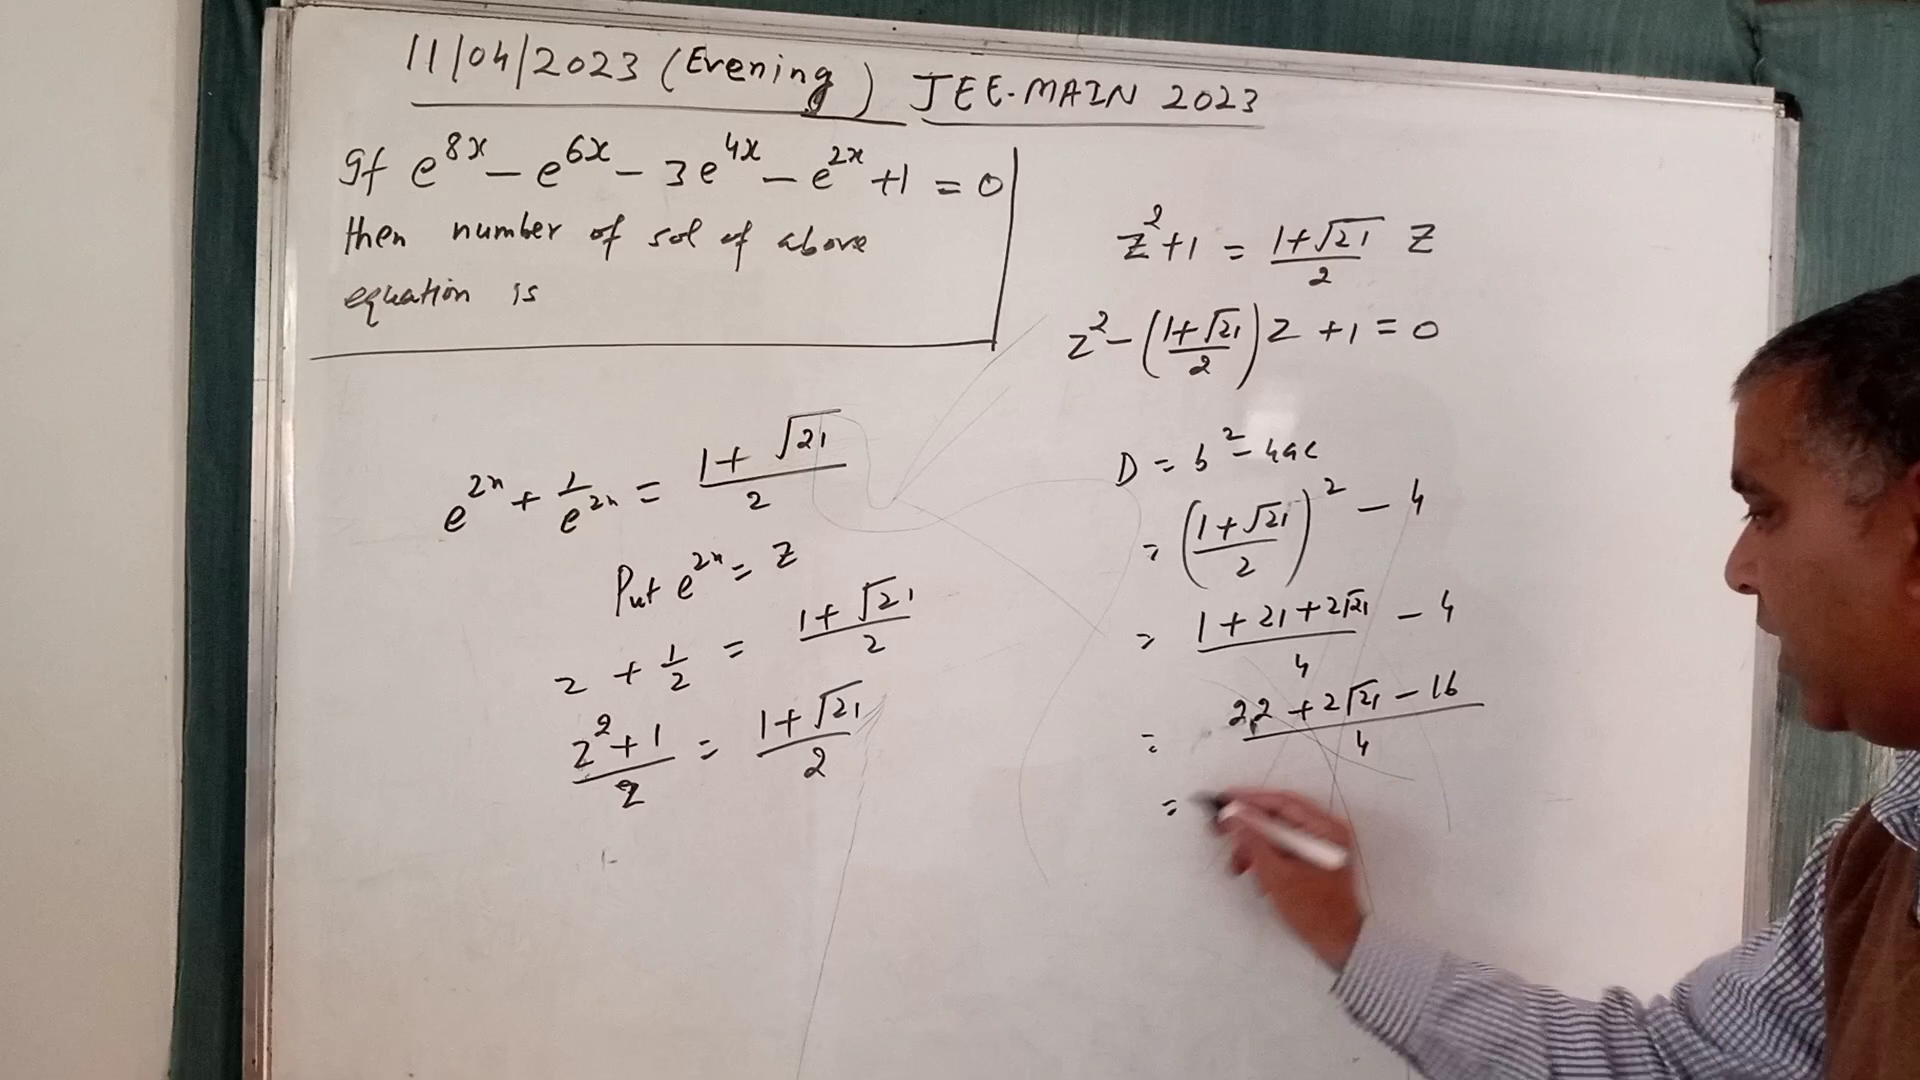 11/04/2023 (Evening) JEE-MAIN 2023
If e^{8x} - e^{6x} - 3e^{4x} - e^{2x} + 1 = 0
then number of sol of above
equation is
e^{2x} + 1/e^{2x} = (1 + √21)/2
Put e^{2x} = z
z + 1/z = (1 + √21)/2
(z² + 1)/z = (1 + √21)/2
z² + 1 = (1 + √21)/2 z
z² - ((1 + √21)/2) z + 1 = 0
D = b² - 4ac
= ((1 + √21)/2)² - 4
= (1 + 21 + 2√21)/4 - 4
= (22 + 2√21 - 16)/4
=